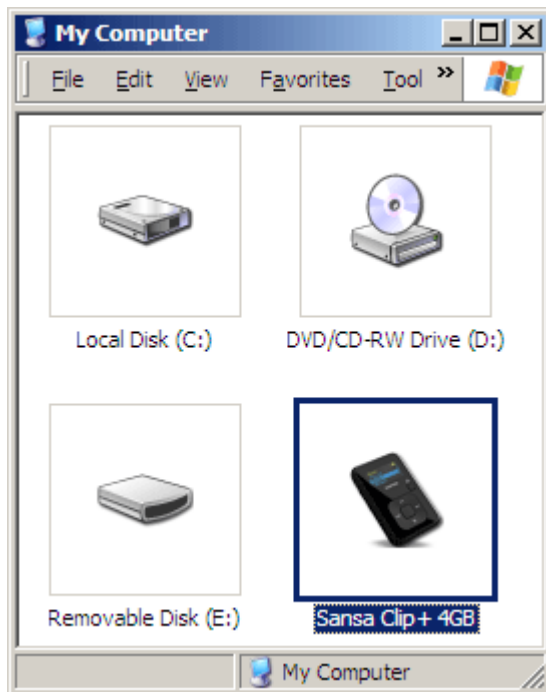 My Computer
File Edit View Favorites Tool »
Local Disk (C:) DVD/CD-RW Drive (D:)
Removable Disk (E:) Sansa Clip+ 4GB
My Computer